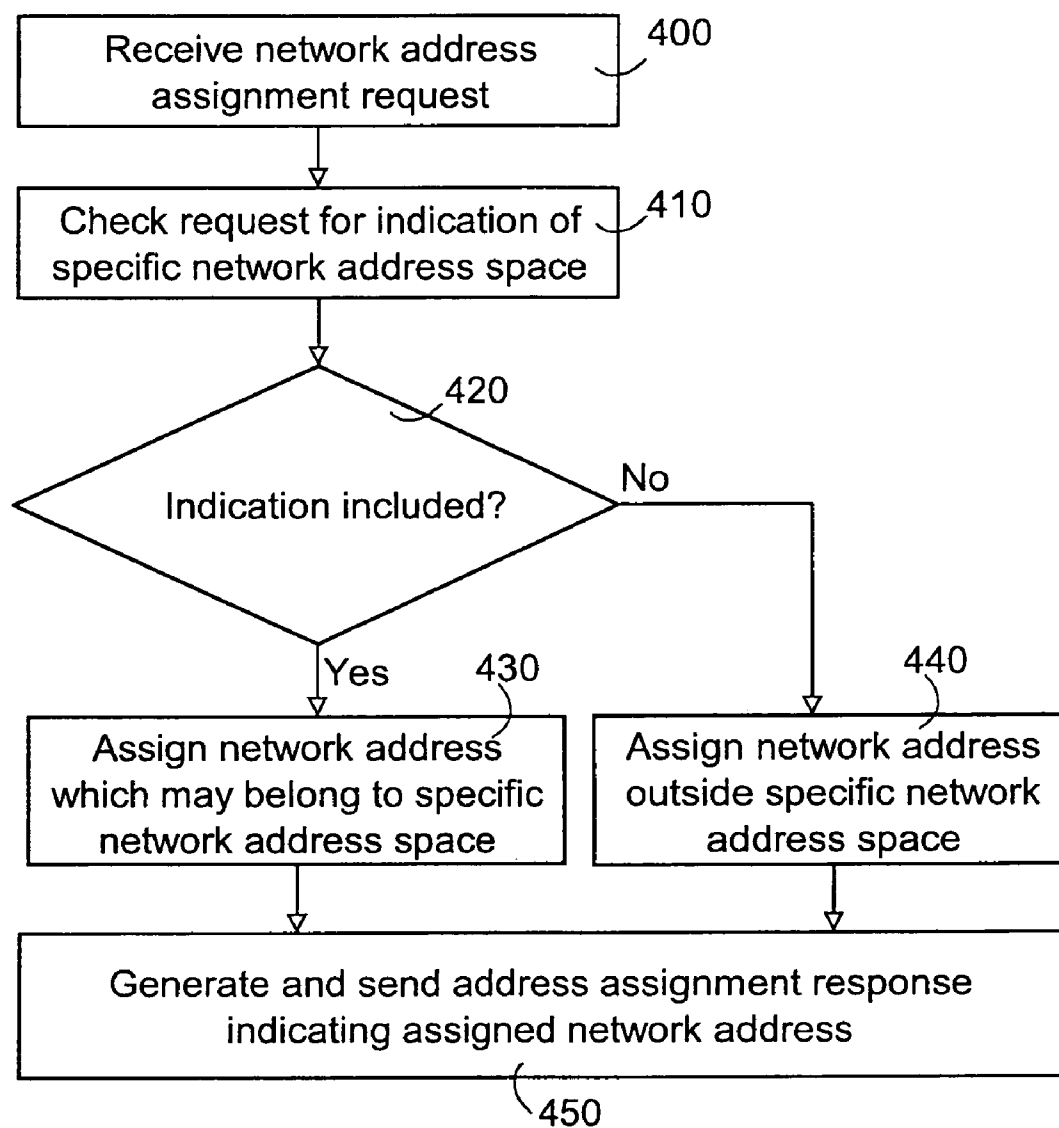 Receive network address
assignment request
400
Check request for indication of
specific network address space
410
420
Indication included?
No
Yes
430
Assign network address
which may belong to specific
network address space
440
Assign network address
outside specific network
address space
Generate and send address assignment response
indicating assigned network address
450